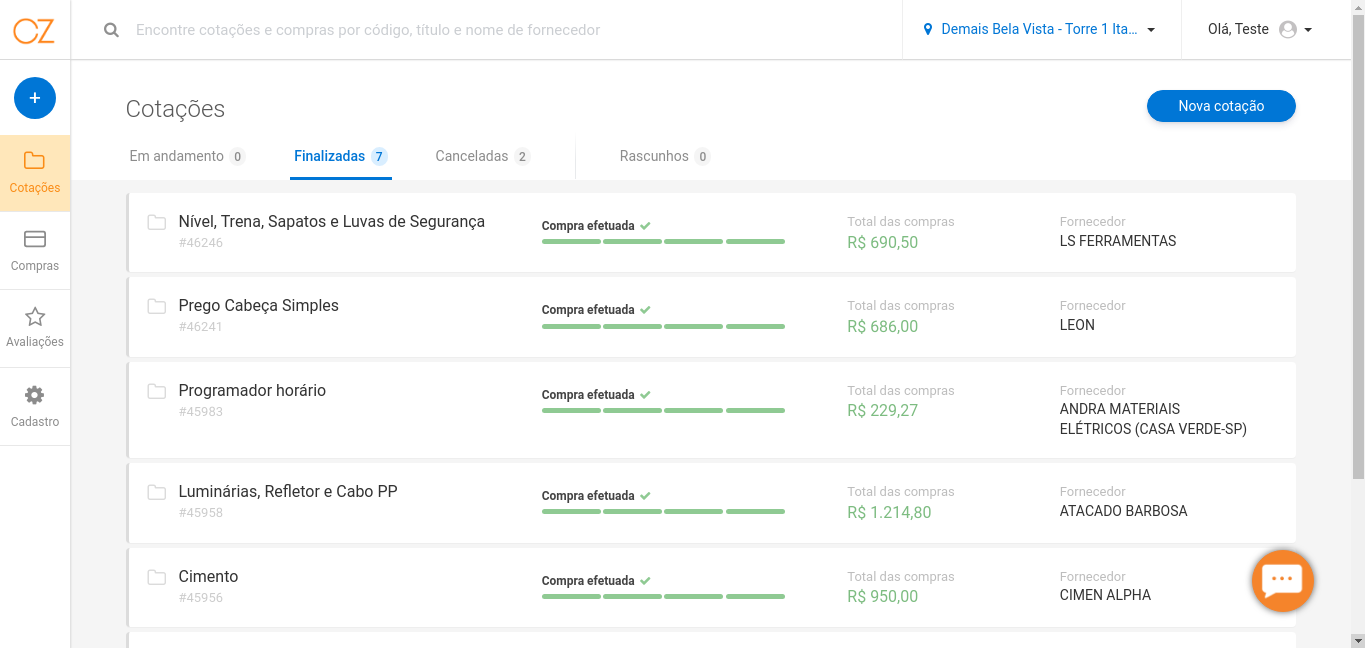 OZ
Encontre cotações e compras por código, título e nome de fornecedor
Demais Bela Vista - Torre 1 Ita...
Olá, Teste
+
Cotações
Compras
Avaliações
Cadastro
Cotações
Nova cotação
Em andamento 0
Finalizadas 7
Canceladas 2
Rascunhos 0
Nível, Trena, Sapatos e Luvas de Segurança
#46246
Compra efetuada
Total das compras
R$ 690,50
Fornecedor
LS FERRAMENTAS
Prego Cabeça Simples
#46241
Compra efetuada
Total das compras
R$ 686,00
Fornecedor
LEON
Programador horário
#45983
Compra efetuada
Total das compras
R$ 229,27
Fornecedor
ANDRA MATERIAIS
ELÉTRICOS (CASA VERDE-SP)
Luminárias, Refletor e Cabo PP
#45958
Compra efetuada
Total das compras
R$ 1.214,80
Fornecedor
ATACADO BARBOSA
Cimento
#45956
Compra efetuada
Total das compras
R$ 950,00
Fornecedor
CIMEN ALPHA